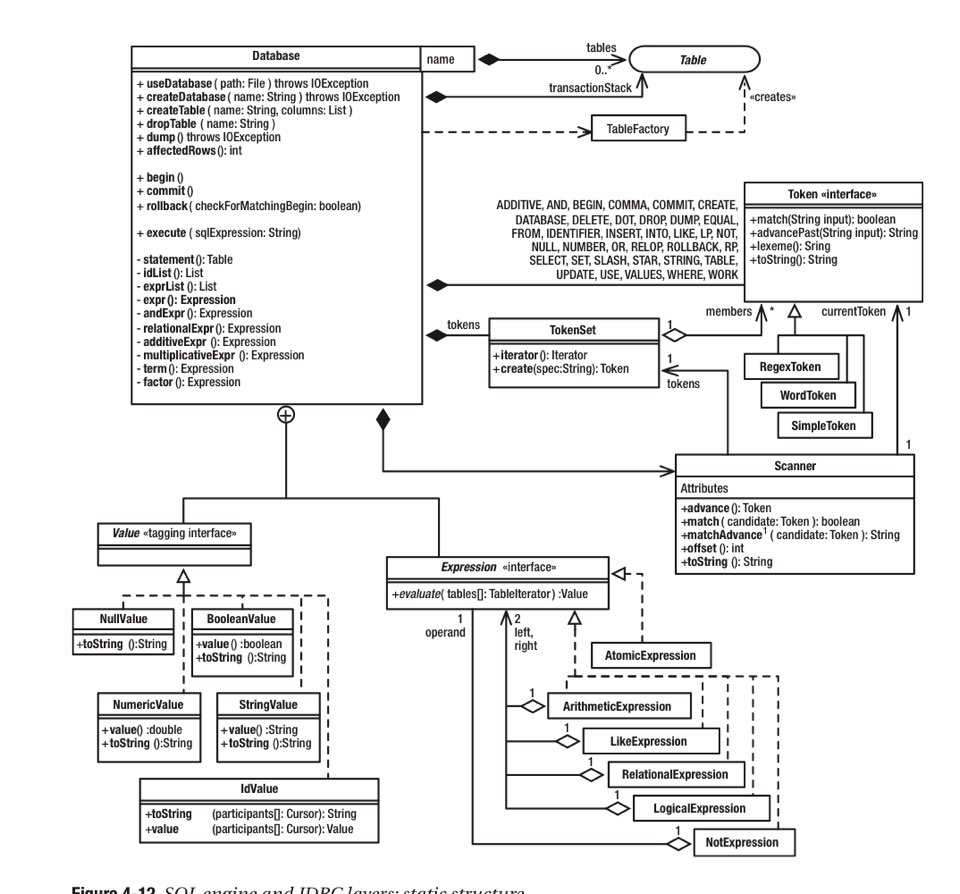 Database
name
tables
0..*
Table
+ useDatabase ( path: File ) throws IOException
+ createDatabase ( name: String ) throws IOException
+ createTable ( name: String, columns: List )
+ dropTable ( name: String )
+ dump () throws IOException
+ affectedRows (): int
transactionStack
«creates»
TableFactory
+ begin ()
+ commit ()
+ rollback ( checkForMatchingBegin: boolean)
+ execute ( sqlExpression: String)
- statement (): Table
- idList (): List
- exprList (): List
- expr (): Expression
- andExpr (): Expression
- relationalExpr (): Expression
- additiveExpr (): Expression
- multiplicativeExpr (): Expression
- term (): Expression
- factor (): Expression
ADDITIVE, AND, BEGIN, COMMA, COMMIT, CREATE,
DATABASE, DELETE, DOT, DROP, DUMP, EQUAL,
FROM, IDENTIFIER, INSERT, INTO, LIKE, LP, NOT,
NULL, NUMBER, OR, RELOP, ROLLBACK, RP,
SELECT, SET, SLASH, STAR, STRING, TABLE,
UPDATE, USE, VALUES, WHERE, WORK
Token «interface»
+match(String input): boolean
+advancePast(String input): String
+lexeme(): Sring
+toString(): String
tokens
TokenSet
+iterator (): Iterator
+create(spec:String): Token
1
members
*
currentToken
1
1
tokens
RegexToken
WordToken
SimpleToken
1
Scanner
Attributes
+advance (): Token
+match ( candidate: Token ): boolean
+matchAdvance1 ( candidate: Token ): String
+offset (): int
+toString (): String
Value «tagging interface»
Expression «interface»
+evaluate( tables[]: TableIterator ) :Value
NullValue
+toString ():String
BooleanValue
+value () :boolean
+toString ():String
1
operand
2
left,
right
AtomicExpression
NumericValue
+value() :double
+toString ():String
StringValue
+value() :String
+toString ():String
1
ArithmeticExpression
1
LikeExpression
1
RelationalExpression
1
LogicalExpression
1
NotExpression
IdValue
+toString (participants[]: Cursor): String
+value (participants[]: Cursor): Value
Figure 4-12. SQL engine and JDBC layers: static structure